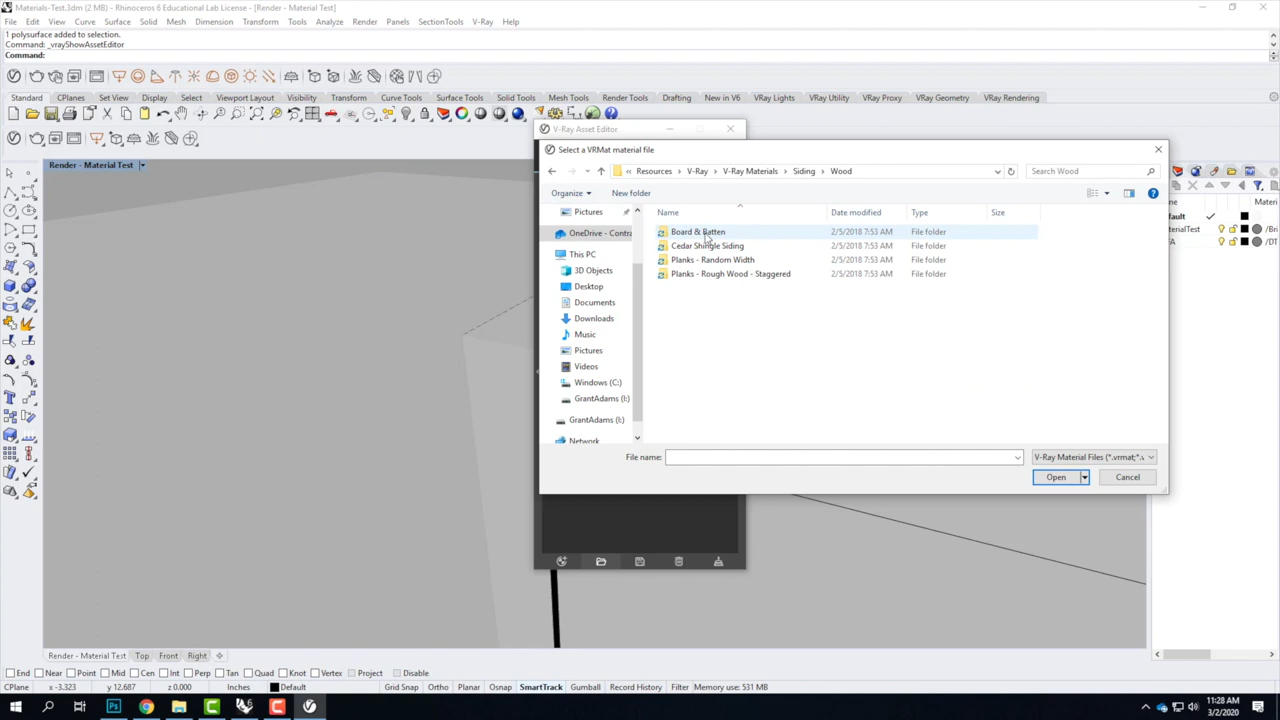 Materials-Test.3dm (2 MB) - Rhinoceros 6 Educational Lab License - [Render - Material Test]
File Edit View Curve Surface Solid Mesh Dimension Transform Tools Analyze Render Panels SectionTools V-Ray Help
1 polysurface added to selection.
Command: _vrayShowAssetEditor
Command:
Standard CPlanes Set View Display Select Viewport Layout Visibility Transform Curve Tools Surface Tools Solid Tools Mesh Tools Render Tools Drafting New in V6 VRay Lights VRay Utilities VRay Proxy VRay Geometry VRay Rendering
V-Ray Asset Editor
Select a VRMat material file
Render - Material Test
« Resources > V-Ray > V-Ray Materials > Siding > Wood
Search Wood
Organize New folder
Name Date modified Type Size
Pictures
OneDrive - Contra
This PC
3D Objects
Desktop
Documents
Downloads
Music
Pictures
Videos
Windows (C:)
GrantAdams (I:)
GrantAdams (I:)
Network
Board & Batten 2/5/2018 7:53 AM File folder
Cedar Shingle Siding 2/5/2018 7:53 AM File folder
Planks - Random Width 2/5/2018 7:53 AM File folder
Planks - Rough Wood - Staggered 2/5/2018 7:53 AM File folder
File name:
V-Ray Material Files (*.vrmat;*.v
Open
Cancel
Render - Material Test Top Front Right
End Near Point Mid Cen Int Perp Tan Quad Knot Vertex Project Disable
CPlane x -3.323 y 12.687 z 0.000 Inches Default Grid Snap Ortho Planar Osnap SmartTrack Gumball Record History Filter Memory use: 531 MB
11:28 AM
3/2/2020